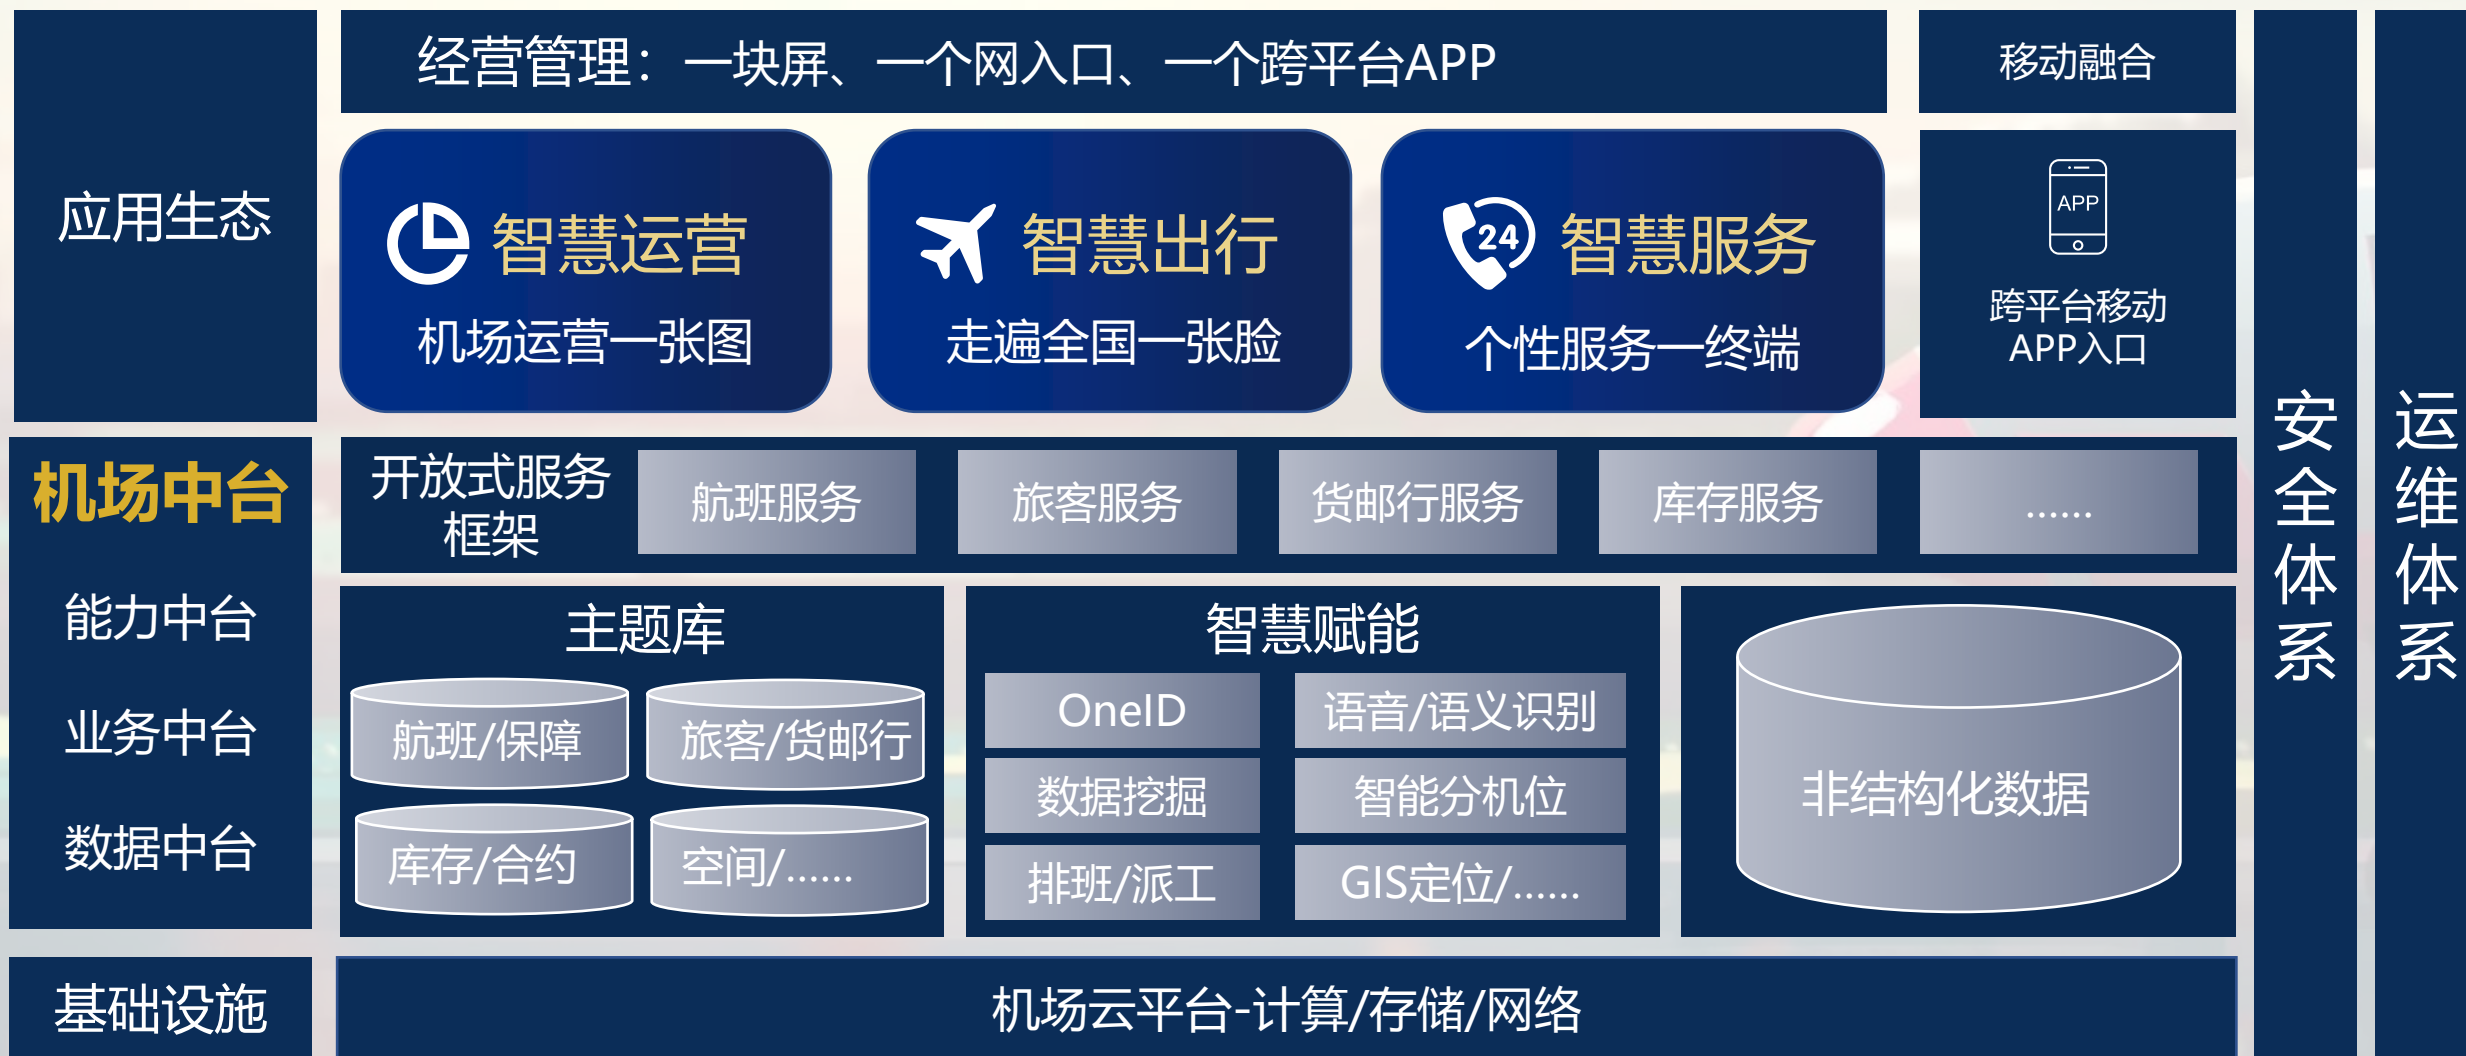 应用生态
经营管理：一块屏、一个网入口、一个跨平台APP
移动融合
智慧运营
机场运营一张图
智慧出行
走遍全国一张脸
24
智慧服务
个性服务一终端
APP
跨平台移动
APP入口
机场中台
能力中台
业务中台
数据中台
开放式服务
框架
航班服务
旅客服务
货邮行服务
库存服务
……
主题库
航班/保障
旅客/货邮行
库存/合约
空间/……
智慧赋能
OneID
语音/语义识别
数据挖掘
智能分机位
排班/派工
GIS定位/……
非结构化数据
基础设施
机场云平台-计算/存储/网络
安全体系
运维体系